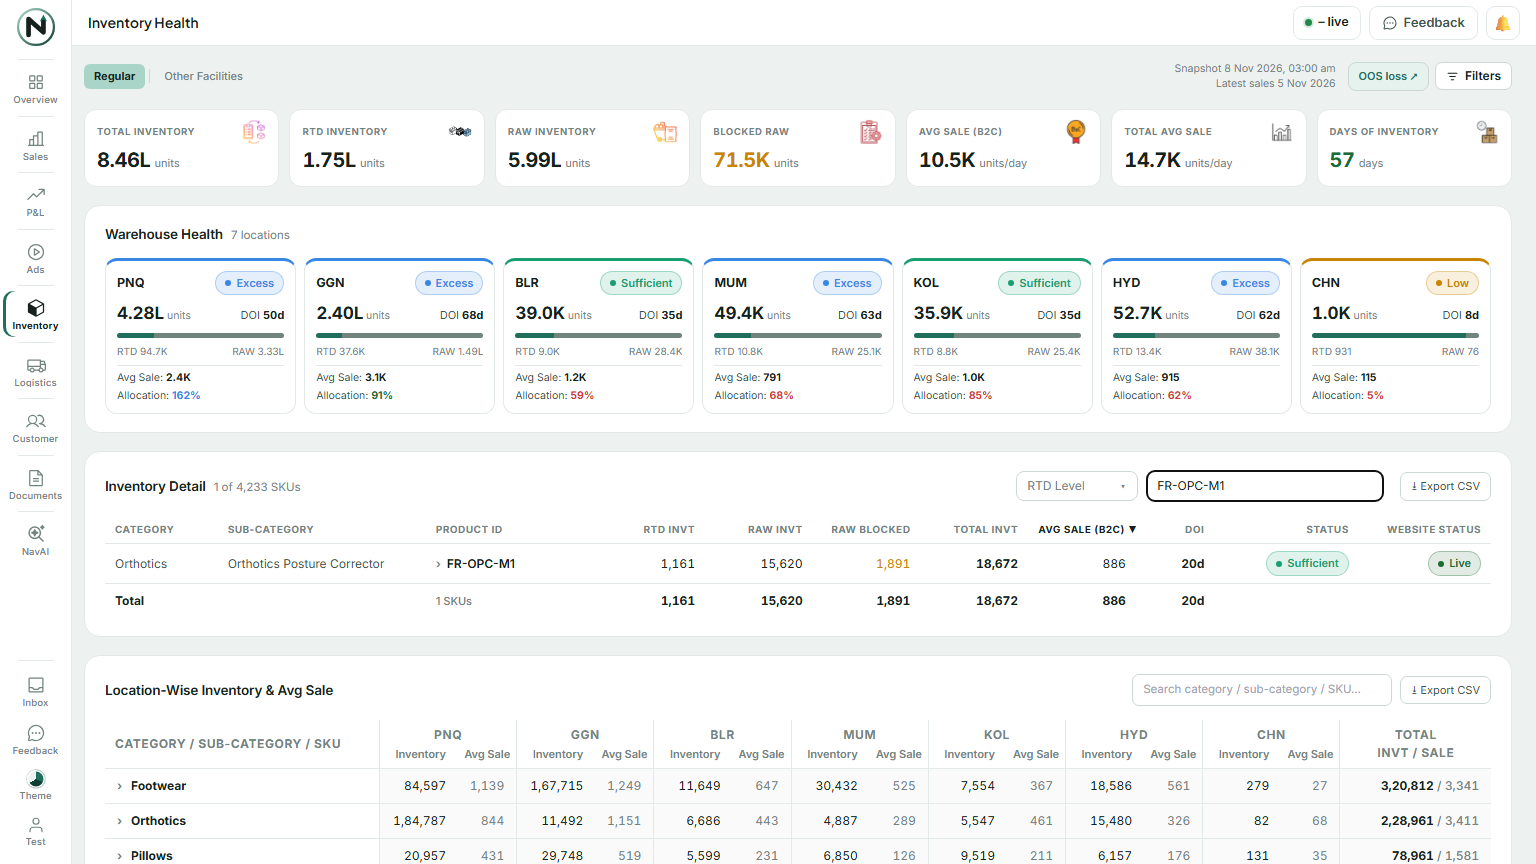 N
Inventory Health
– live
Feedback
Overview
Sales
P&L
Ads
Inventory
Logistics
Customer
Documents
NavAI
Inbox
Feedback
Theme
Test
Regular
Other Facilities
Snapshot 8 Nov 2026, 03:00 am
Latest sales 5 Nov 2026
OOS loss ↗
Filters
TOTAL INVENTORY
8.46L units
RTD INVENTORY
1.75L units
RAW INVENTORY
5.99L units
BLOCKED RAW
71.5K units
AVG SALE (B2C)
10.5K units/day
TOTAL AVG SALE
14.7K units/day
DAYS OF INVENTORY
57 days
Warehouse Health 7 locations
PNQ Excess
4.28L units DOI 50d
RTD 94.7K RAW 3.33L
Avg Sale: 2.4K
Allocation: 162%
GGN Excess
2.40L units DOI 68d
RTD 37.6K RAW 1.49L
Avg Sale: 3.1K
Allocation: 91%
BLR Sufficient
39.0K units DOI 35d
RTD 9.0K RAW 28.4K
Avg Sale: 1.2K
Allocation: 59%
MUM Excess
49.4K units DOI 63d
RTD 10.8K RAW 25.1K
Avg Sale: 791
Allocation: 68%
KOL Sufficient
35.9K units DOI 35d
RTD 8.8K RAW 25.4K
Avg Sale: 1.0K
Allocation: 85%
HYD Excess
52.7K units DOI 62d
RTD 13.4K RAW 38.1K
Avg Sale: 915
Allocation: 62%
CHN Low
1.0K units DOI 8d
RTD 931 RAW 76
Avg Sale: 115
Allocation: 5%
Inventory Detail 1 of 4,233 SKUs
RTD Level
FR-OPC-M1
Export CSV
CATEGORY SUB-CATEGORY PRODUCT ID RTD INVT RAW INVT RAW BLOCKED TOTAL INVT AVG SALE (B2C) ▼ DOI STATUS WEBSITE STATUS
Orthotics Orthotics Posture Corrector › FR-OPC-M1 1,161 15,620 1,891 18,672 886 20d Sufficient Live
Total 1 SKUs 1,161 15,620 1,891 18,672 886 20d
Location-Wise Inventory & Avg Sale
Search category / sub-category / SKU...
Export CSV
CATEGORY / SUB-CATEGORY / SKU PNQ GGN BLR MUM KOL HYD CHN TOTAL
Inventory Avg Sale Inventory Avg Sale Inventory Avg Sale Inventory Avg Sale Inventory Avg Sale Inventory Avg Sale Inventory Avg Sale INVT / SALE
› Footwear 84,597 1,139 1,67,715 1,249 11,649 647 30,432 525 7,554 367 18,586 561 279 27 3,20,812 / 3,341
› Orthotics 1,84,787 844 11,492 1,151 6,686 443 4,887 289 5,547 461 15,480 326 82 68 2,28,961 / 3,411
› Pillows 20,957 431 29,748 519 5,599 231 6,850 126 9,519 211 6,157 176 131 35 78,961 / 1,581